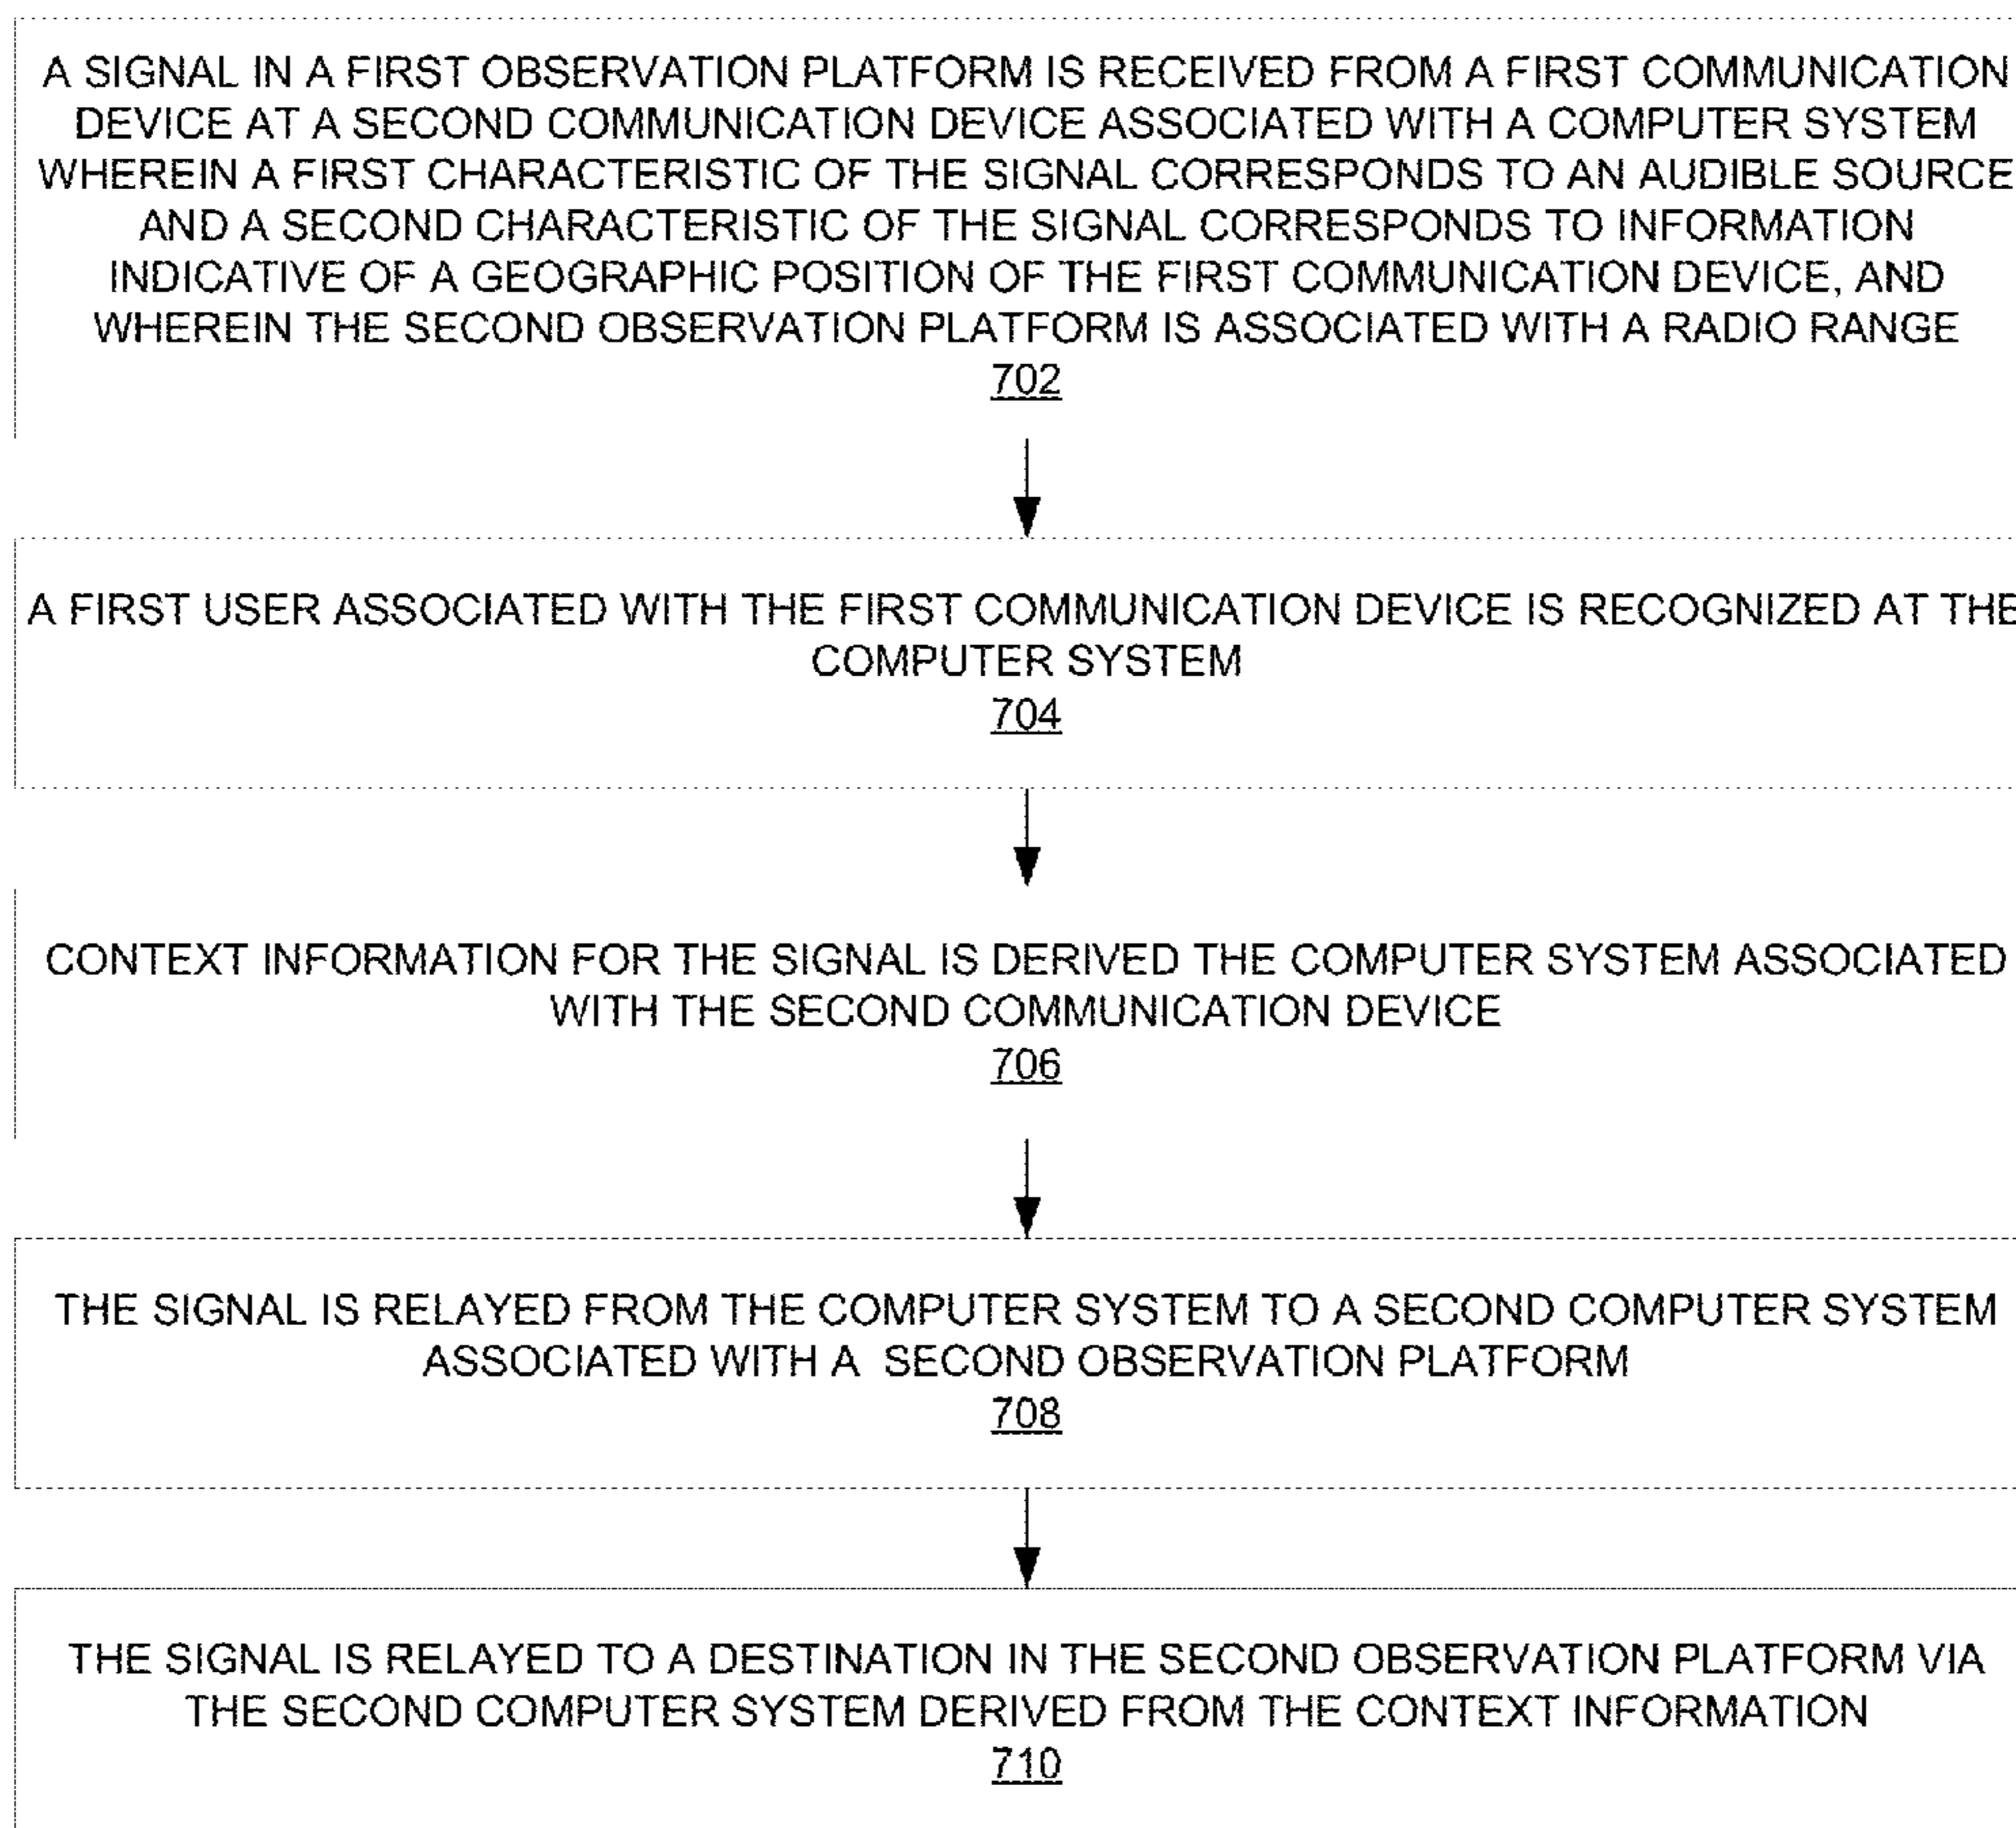 A SIGNAL IN A FIRST OBSERVATION PLATFORM IS RECEIVED FROM A FIRST COMMUNICATION
DEVICE AT A SECOND COMMUNICATION DEVICE ASSOCIATED WITH A COMPUTER SYSTEM
WHEREIN A FIRST CHARACTERISTIC OF THE SIGNAL CORRESPONDS TO AN AUDIBLE SOURCE
AND A SECOND CHARACTERISTIC OF THE SIGNAL CORRESPONDS TO INFORMATION
INDICATIVE OF A GEOGRAPHIC POSITION OF THE FIRST COMMUNICATION DEVICE, AND
WHEREIN THE SECOND OBSERVATION PLATFORM IS ASSOCIATED WITH A RADIO RANGE
702
A FIRST USER ASSOCIATED WITH THE FIRST COMMUNICATION DEVICE IS RECOGNIZED AT THE
COMPUTER SYSTEM
704
CONTEXT INFORMATION FOR THE SIGNAL IS DERIVED THE COMPUTER SYSTEM ASSOCIATED
WITH THE SECOND COMMUNICATION DEVICE
706
THE SIGNAL IS RELAYED FROM THE COMPUTER SYSTEM TO A SECOND COMPUTER SYSTEM
ASSOCIATED WITH A SECOND OBSERVATION PLATFORM
708
THE SIGNAL IS RELAYED TO A DESTINATION IN THE SECOND OBSERVATION PLATFORM VIA
THE SECOND COMPUTER SYSTEM DERIVED FROM THE CONTEXT INFORMATION
710